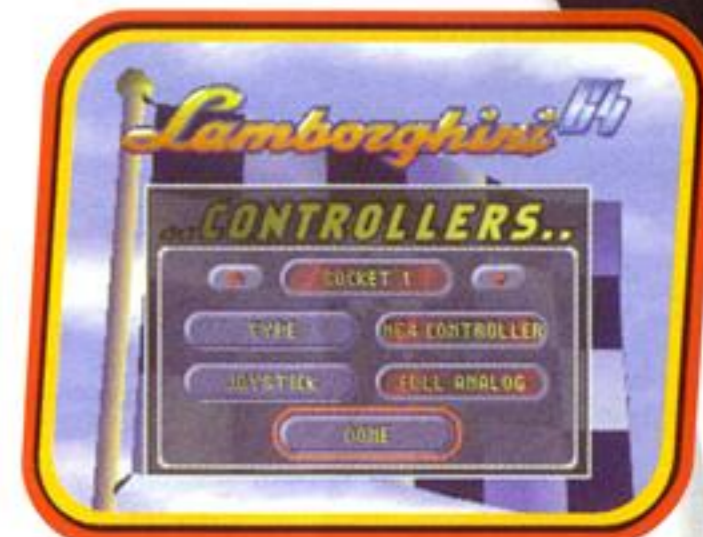 Lamborghini 64
..CONTROLLERS..
SOCKET 1
TYPE
N64 CONTROLLER
JOYSTICK
FULL ANALOG
DONE